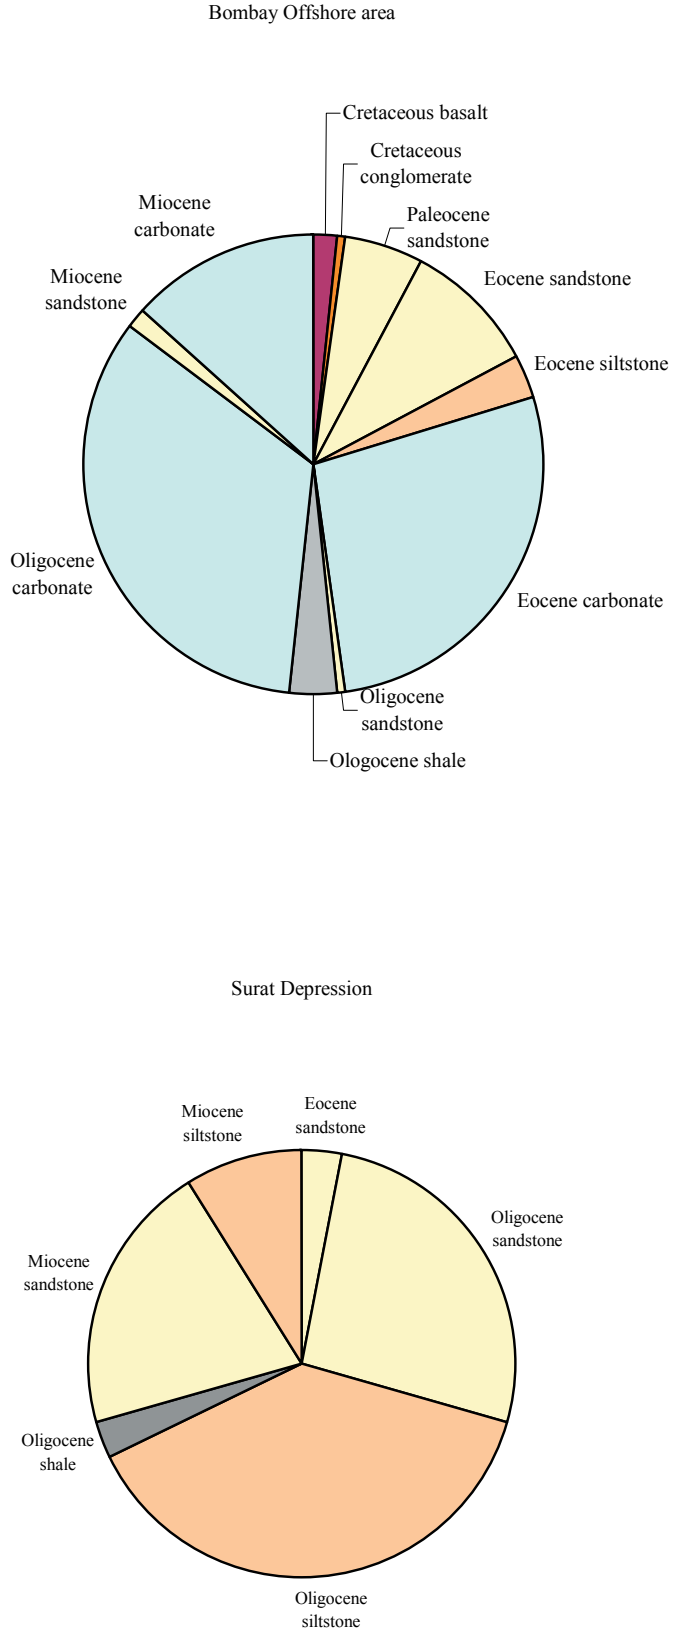 Bombay Offshore area
Cretaceous basalt
Cretaceous
conglomerate
Paleocene
sandstone
Eocene sandstone
Eocene siltstone
Eocene carbonate
Oligocene
sandstone
Ologocene shale
Oligocene
carbonate
Miocene
sandstone
Miocene
carbonate
Surat Depression
Eocene
sandstone
Oligocene
sandstone
Oligocene
siltstone
Oligocene
shale
Miocene
sandstone
Miocene
siltstone